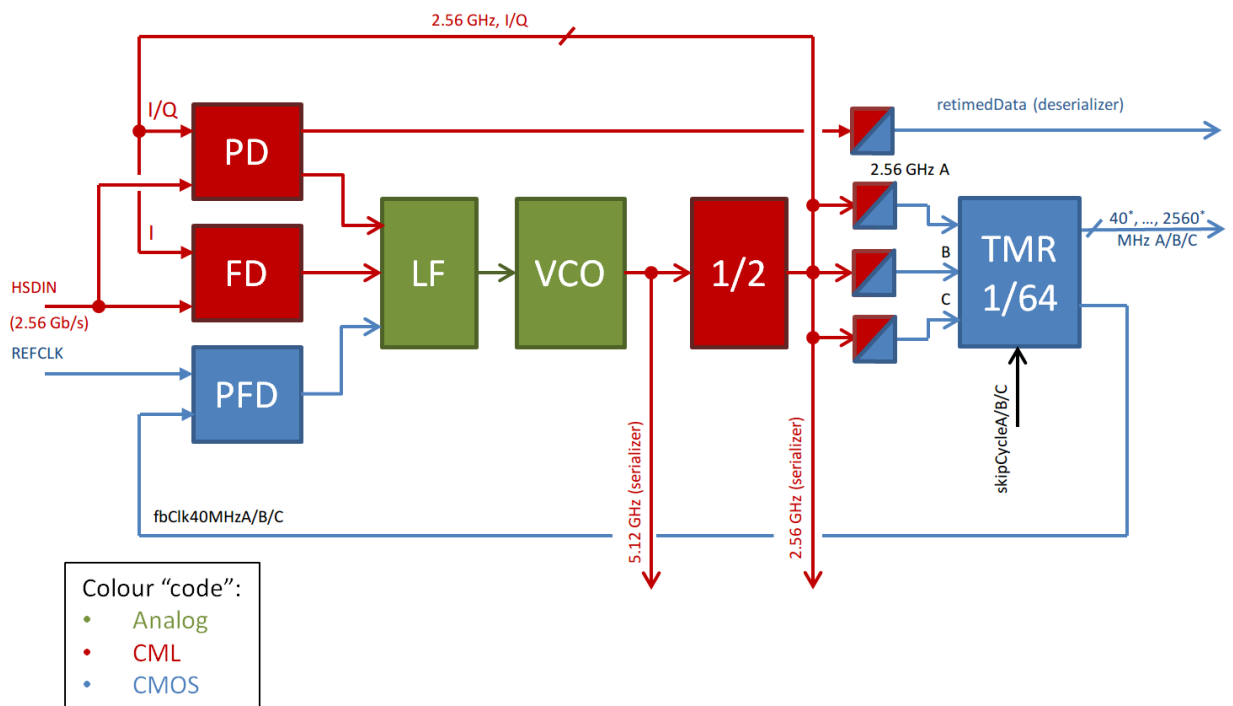 2.56 GHz, I/Q
I/Q
PD
retimedData (deserializer)
2.56 GHz A
I
FD
LF
VCO
1/2
TMR
1/64
40*, ..., 2560*
MHz A/B/C
B
C
HSDIN
(2.56 Gb/s)
REFCLK
PFD
skipCycleA/B/C
fbClk40MHzA/B/C
5.12 GHz (serializer)
2.56 GHz (serializer)
Colour “code”:
• Analog
• CML
• CMOS